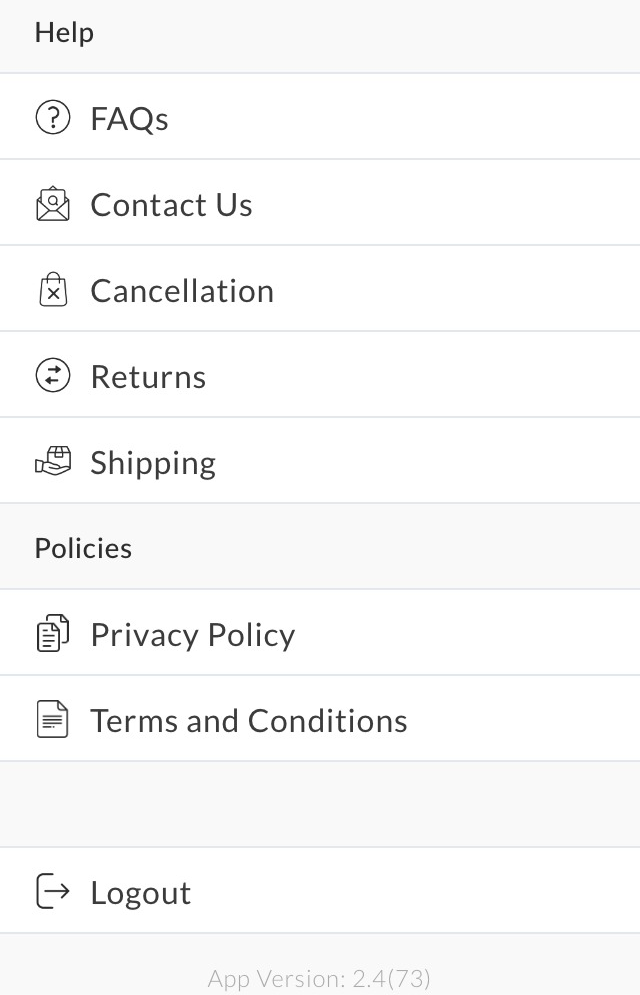 Help
FAQs
Contact Us
Cancellation
Returns
Shipping
Policies
Privacy Policy
Terms and Conditions
Logout
App Version: 2.4(73)